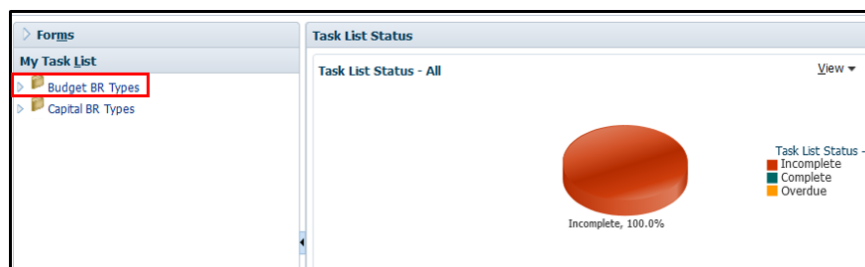 Forms
My Task List
Budget BR Types
Capital BR Types
Task List Status
Task List Status - All
View
Incomplete, 100.0%
Task List Status -
Incomplete
Complete
Overdue